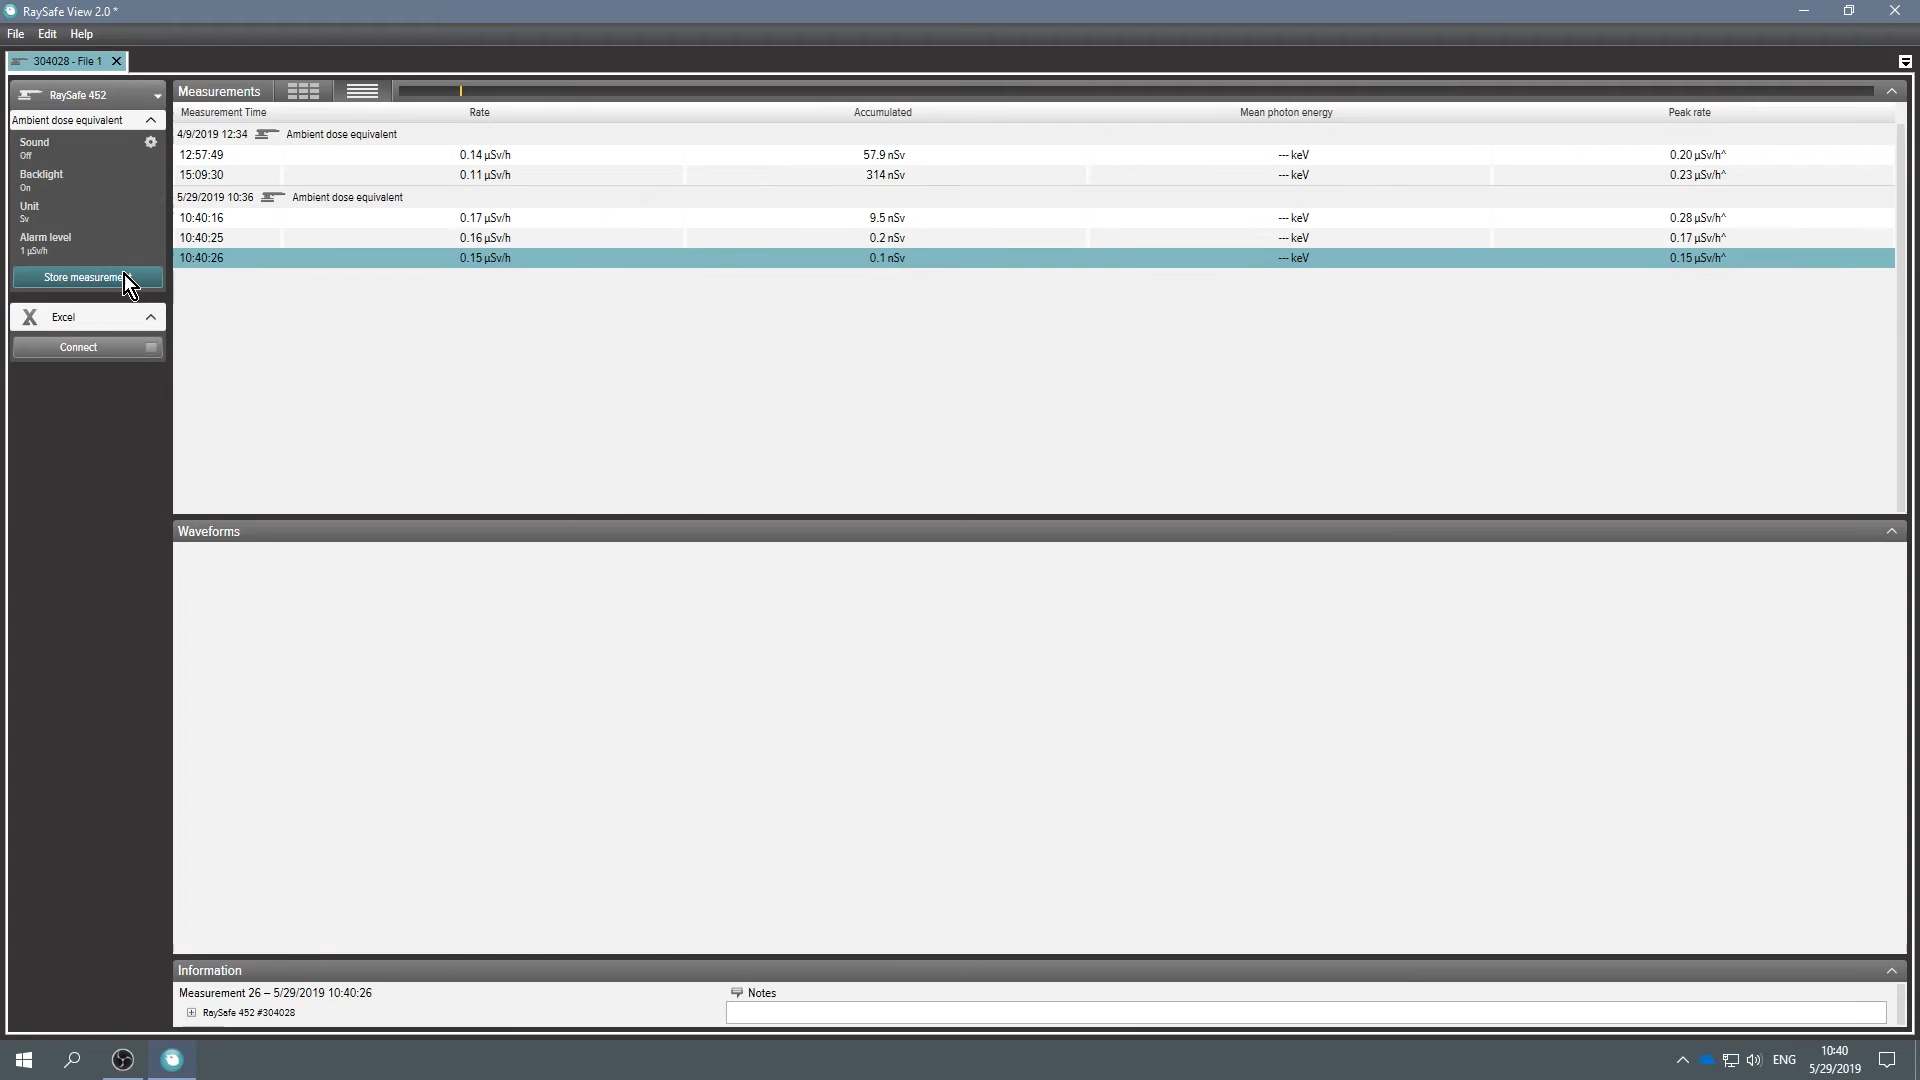 RaySafe View 2.0 *
File Edit Help
304028 - File 1
RaySafe 452
Ambient dose equivalent
Sound
Off
Backlight
On
Unit
Sv
Alarm level
1 µSv/h
Store measurement
Excel
Connect
Measurements
Measurement Time Rate Accumulated Mean photon energy Peak rate
4/9/2019 12:34 Ambient dose equivalent
12:57:49 0.14 µSv/h 57.9 nSv --- keV 0.20 µSv/h^
15:09:30 0.11 µSv/h 314 nSv --- keV 0.23 µSv/h^
5/29/2019 10:36 Ambient dose equivalent
10:40:16 0.17 µSv/h 9.5 nSv --- keV 0.28 µSv/h^
10:40:25 0.16 µSv/h 0.2 nSv --- keV 0.17 µSv/h^
10:40:26 0.15 µSv/h 0.1 nSv --- keV 0.15 µSv/h^
Waveforms
Information
Measurement 26 – 5/29/2019 10:40:26
RaySafe 452 #304028
Notes
ENG
10:40
5/29/2019